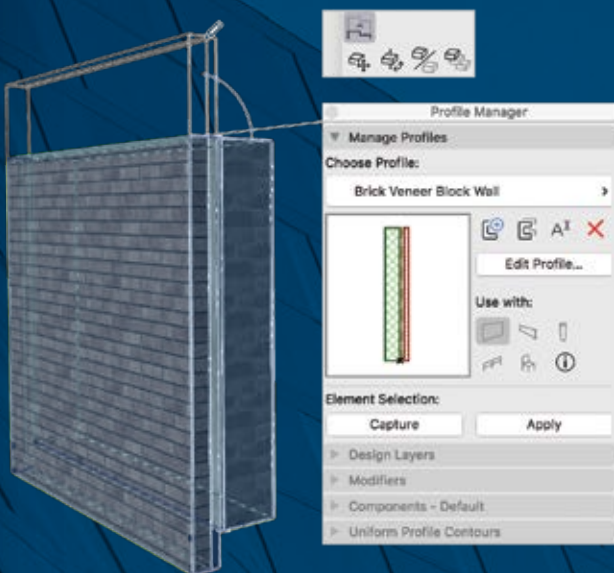 Profile Manager
Manage Profiles
Choose Profile:
Brick Veneer Block Wall
Edit Profile...
Use with:
Element Selection:
Capture
Apply
Design Layers
Modifiers
Components - Default
Uniform Profile Contours